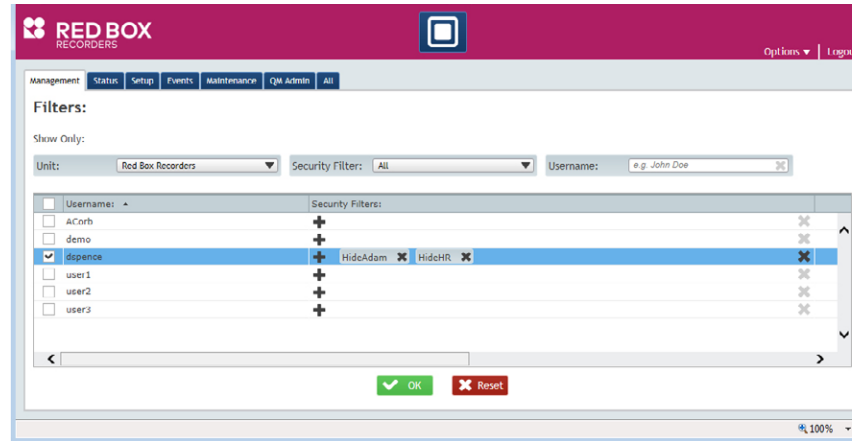 RED BOX
RECORDERS
Options ▼ | Logou
Management Status Setup Events Maintenance QM Admin All
Filters:
Show Only:
Unit: Red Box Recorders Security Filter: All Username: e.g. John Doe
Username: Security Filters:
ACorb
demo
dspence HideAdam HideHR
user1
user2
user3
OK Reset
100%